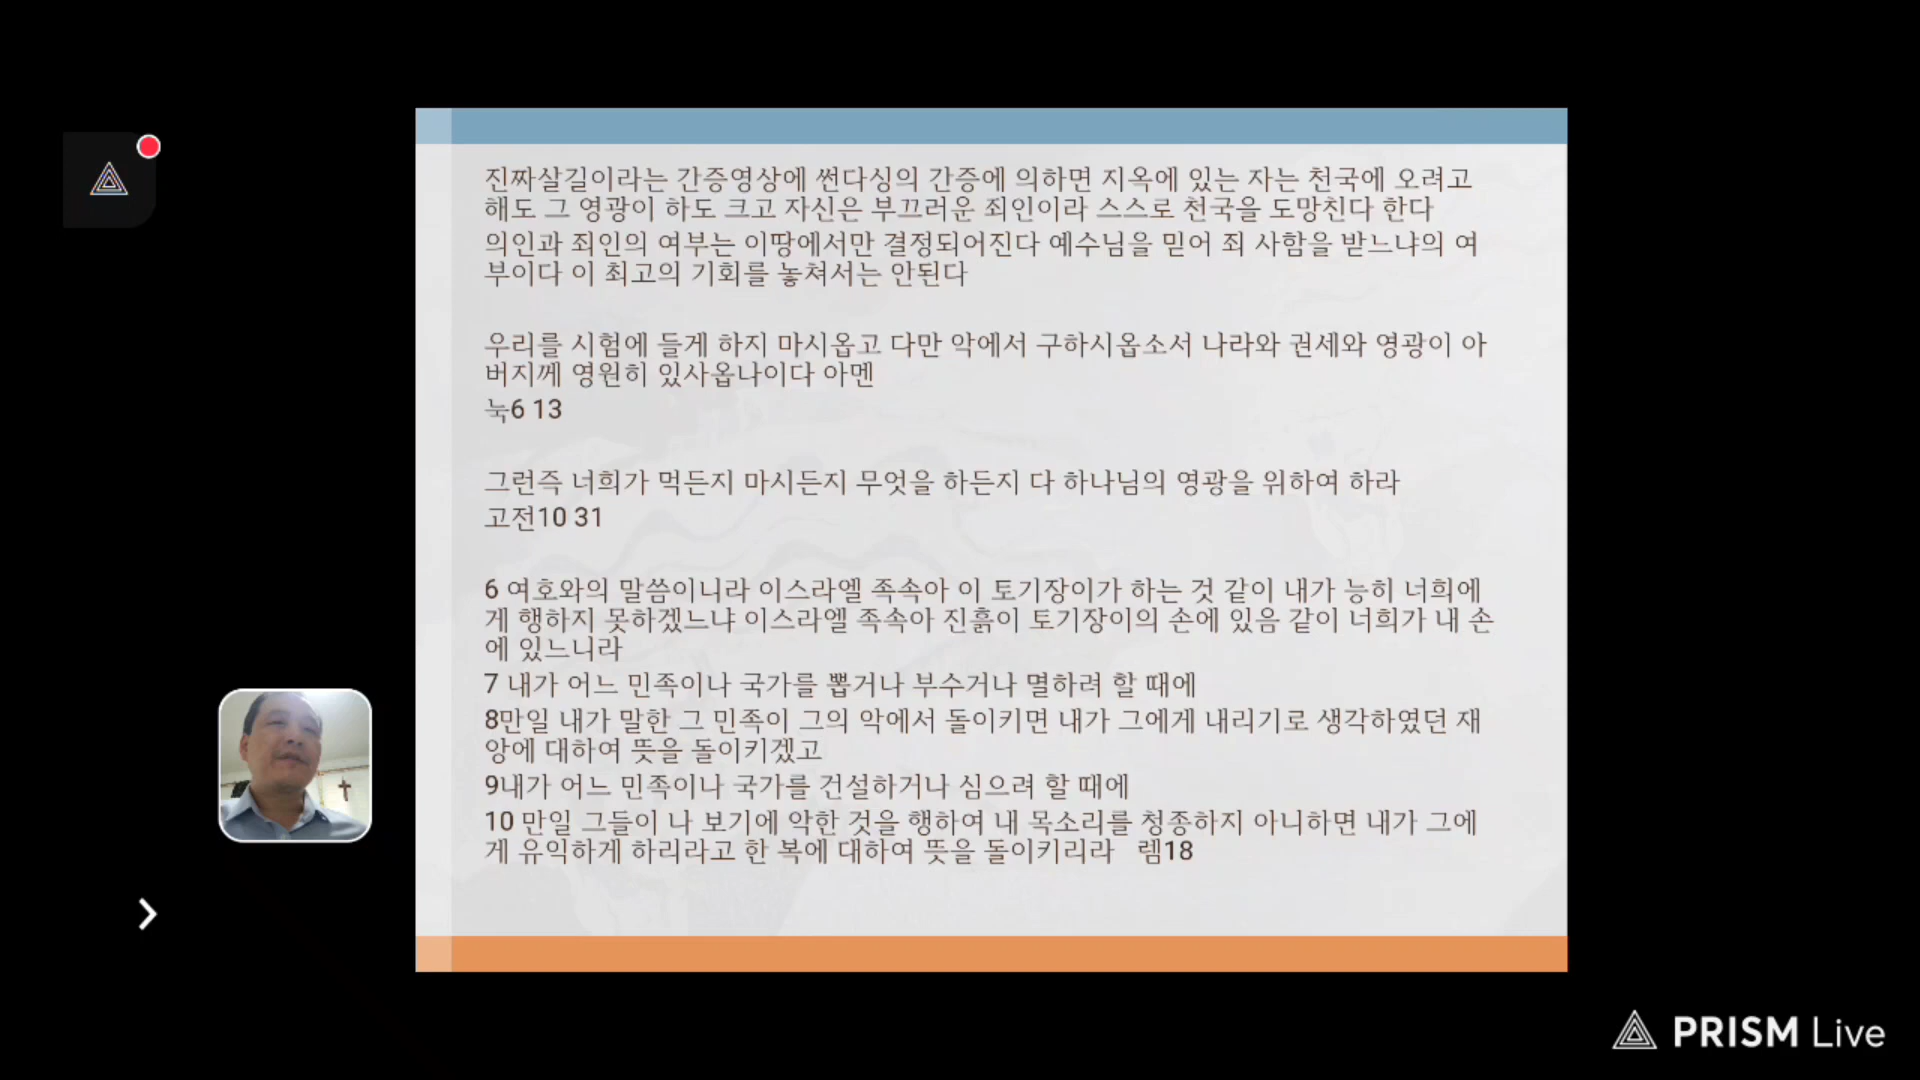 진짜살길이라는 간증영상에 썬다싱의 간증에 의하면 지옥에 있는 자는 천국에 오려고
해도 그 영광이 하도 크고 자신은 부끄러운 죄인이라 스스로 천국을 도망친다 한다
의인과 죄인의 여부는 이땅에서만 결정되어진다 예수님을 믿어 죄 사함을 받느냐의 여
부이다 이 최고의 기회를 놓쳐서는 안된다
우리를 시험에 들게 하지 마시옵고 다만 악에서 구하시옵소서 나라와 권세와 영광이 아
버지께 영원히 있사옵나이다 아멘
눅6 13
그런즉 너희가 먹든지 마시든지 무엇을 하든지 다 하나님의 영광을 위하여 하라
고전10 31
6 여호와의 말씀이니라 이스라엘 족속아 이 토기장이가 하는 것 같이 내가 능히 너희에
게 행하지 못하겠느냐 이스라엘 족속아 진흙이 토기장이의 손에 있음 같이 너희가 내 손
에 있느니라
7 내가 어느 민족이나 국가를 뽑거나 부수거나 멸하려 할 때에
8만일 내가 말한 그 민족이 그의 악에서 돌이키면 내가 그에게 내리기로 생각하였던 재
앙에 대하여 뜻을 돌이키겠고
9내가 어느 민족이나 국가를 건설하거나 심으려 할 때에
10 만일 그들이 나 보기에 악한 것을 행하여 내 목소리를 청종하지 아니하면 내가 그에
게 유익하게 하리라고 한 복에 대하여 뜻을 돌이키리라 렘18
PRISM Live